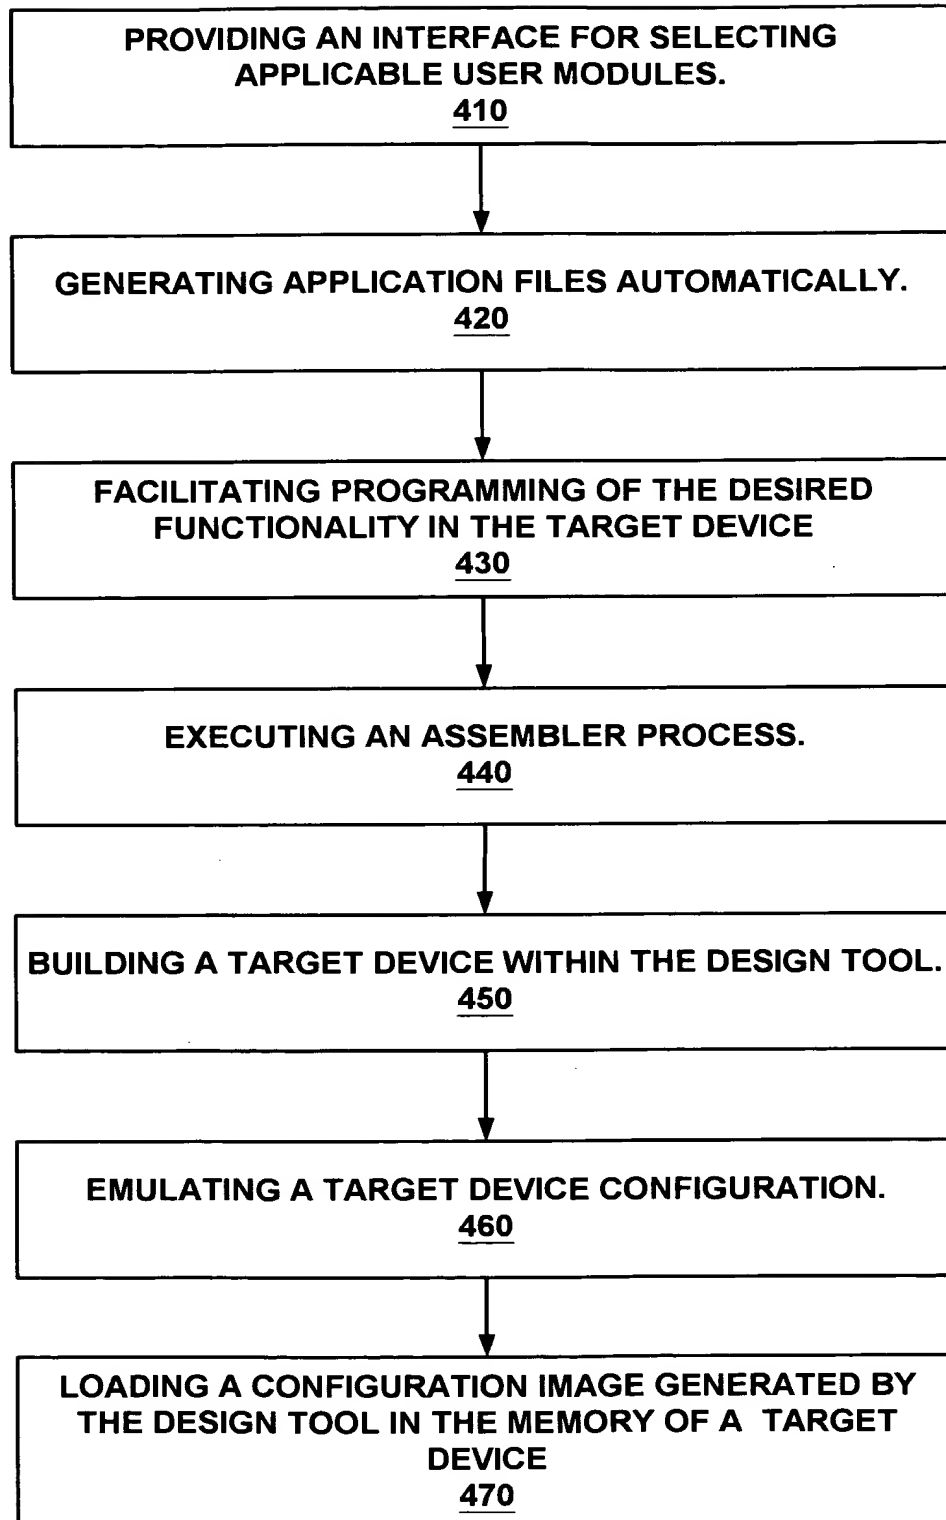 PROVIDING AN INTERFACE FOR SELECTING
APPLICABLE USER MODULES.
410
GENERATING APPLICATION FILES AUTOMATICALLY.
420
FACILITATING PROGRAMMING OF THE DESIRED
FUNCTIONALITY IN THE TARGET DEVICE
430
EXECUTING AN ASSEMBLER PROCESS.
440
BUILDING A TARGET DEVICE WITHIN THE DESIGN TOOL.
450
EMULATING A TARGET DEVICE CONFIGURATION.
460
LOADING A CONFIGURATION IMAGE GENERATED BY
THE DESIGN TOOL IN THE MEMORY OF A TARGET
DEVICE
470